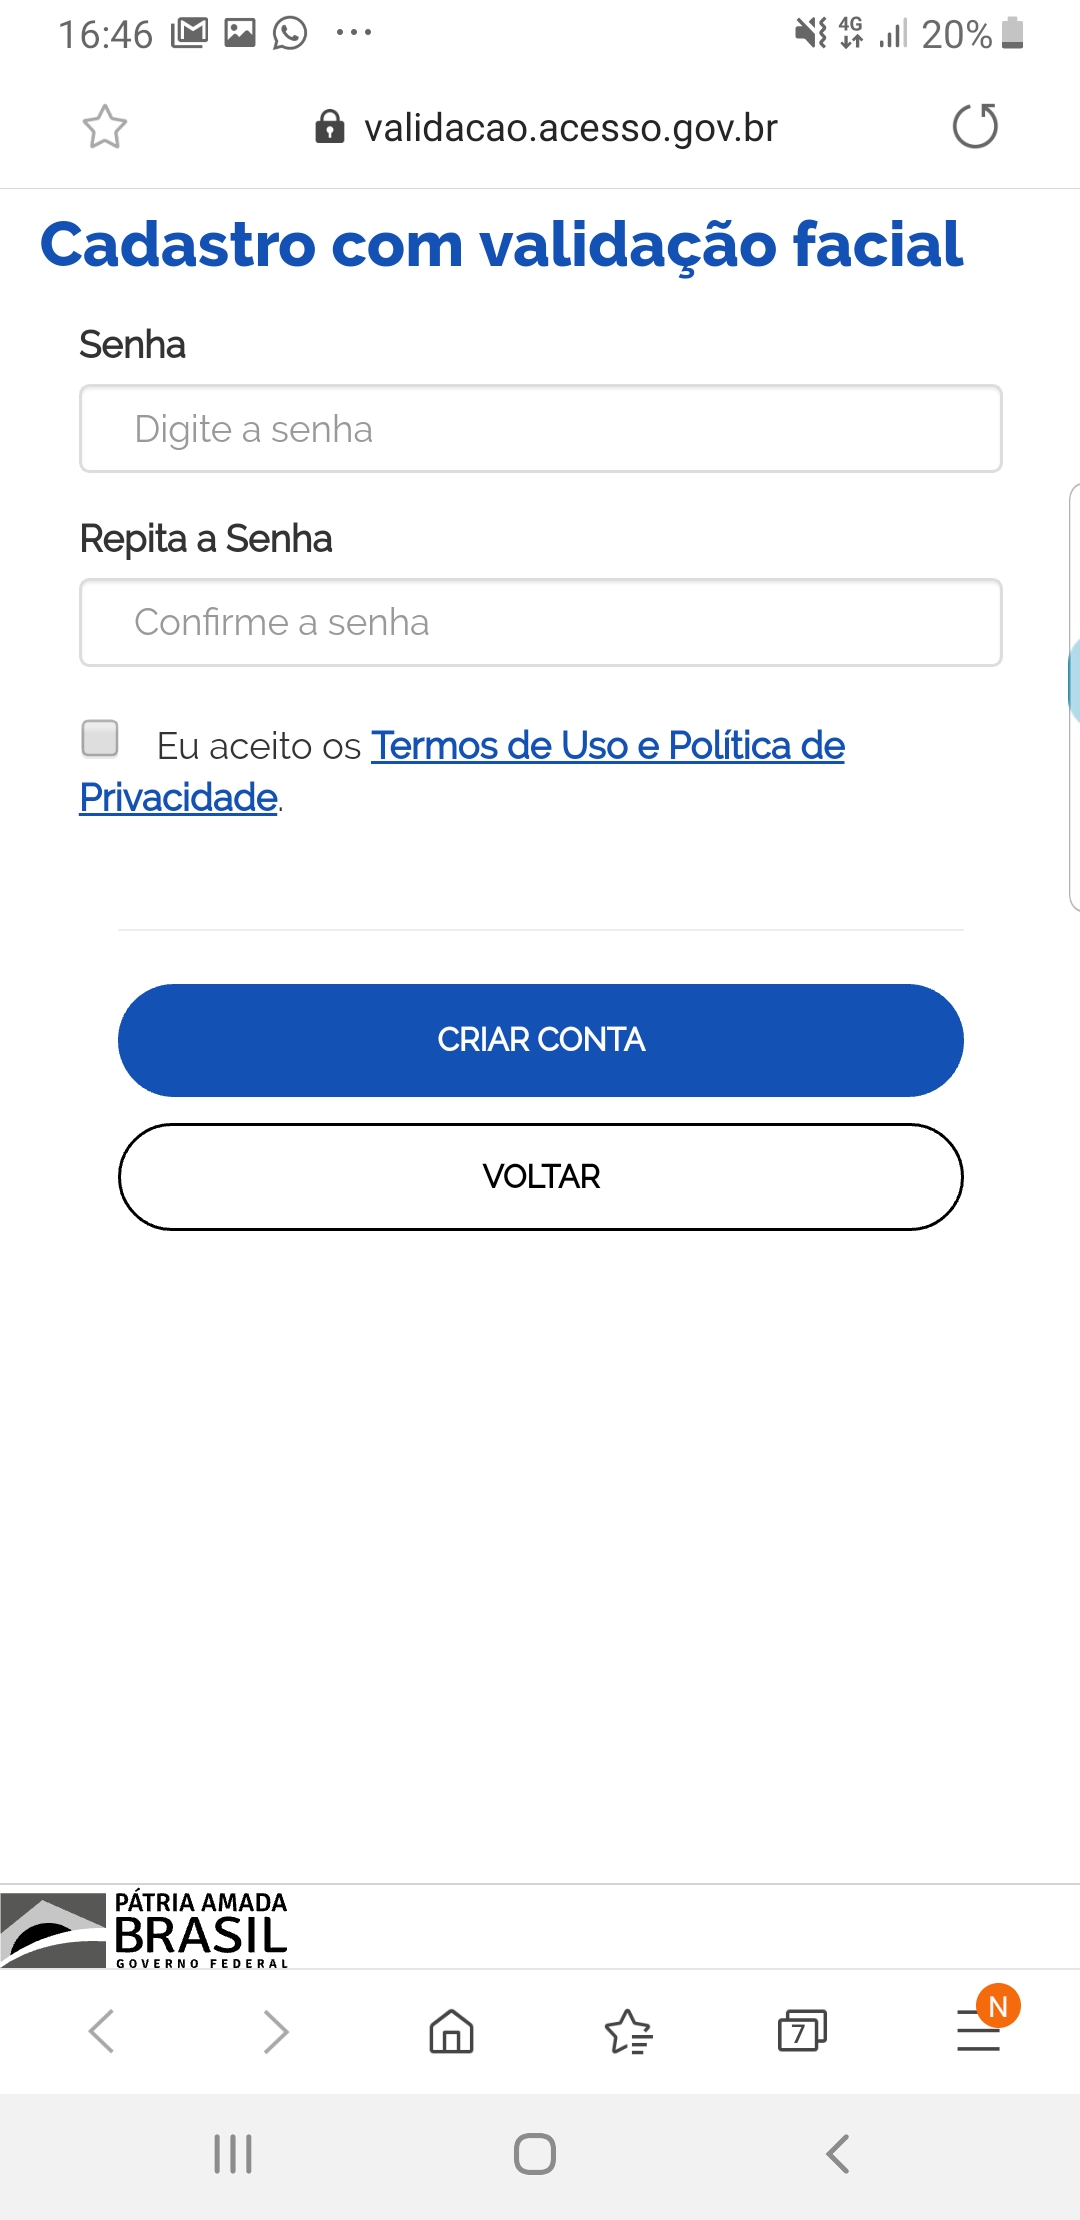 16:46 4G 20%
validacao.acesso.gov.br
Cadastro com validação facial
Senha
Digite a senha
Repita a Senha
Confirme a senha
Eu aceito os Termos de Uso e Política de
Privacidade.
CRIAR CONTA
VOLTAR
PÁTRIA AMADA
BRASIL
GOVERNO FEDERAL
7 N